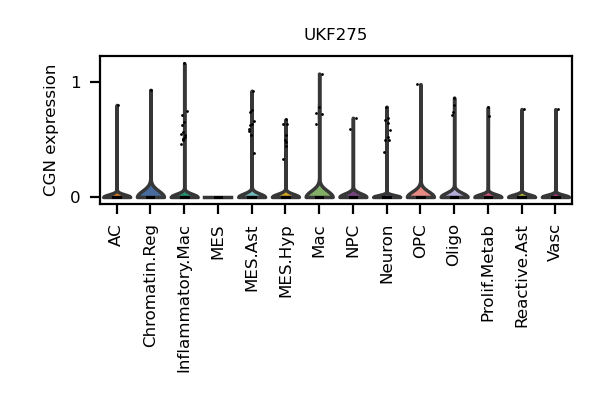 UKF275
CGN expression
1
0
AC
Chromatin.Reg
Inflammatory.Mac
MES
MES.Ast
MES.Hyp
Mac
NPC
Neuron
OPC
Oligo
Prolif.Metab
Reactive.Ast
Vasc